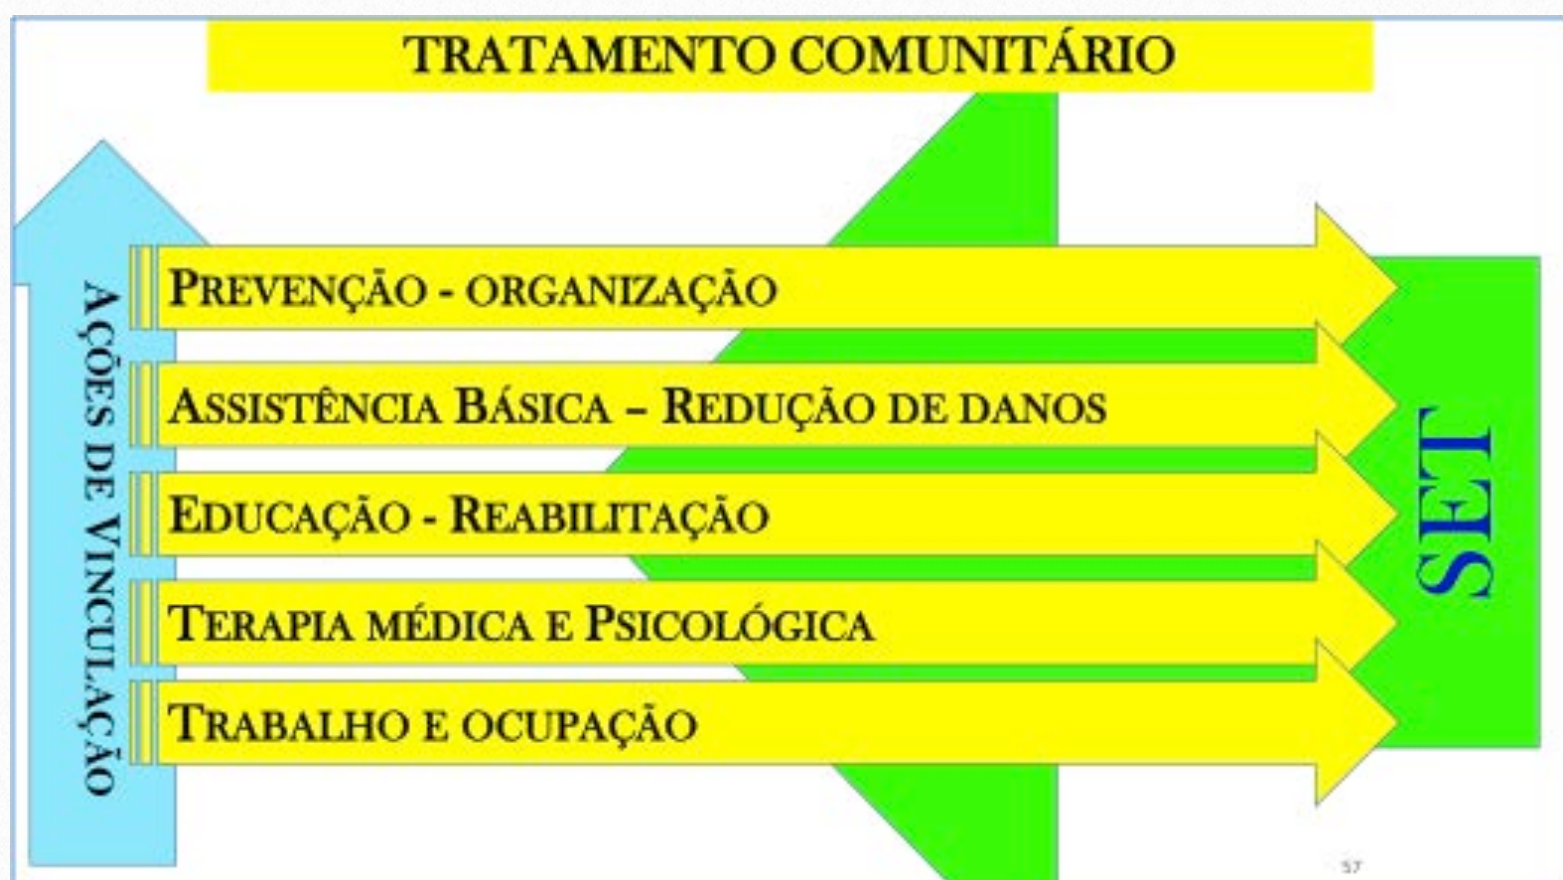 TRATAMENTO COMUNITÁRIO
AÇÕES DE VINCULAÇÃO
PREVENÇÃO - ORGANIZAÇÃO
ASSISTÊNCIA BÁSICA – REDUÇÃO DE DANOS
EDUCAÇÃO - REABILITAÇÃO
TERAPIA MÉDICA E PSICOLÓGICA
TRABALHO E OCUPAÇÃO
SET
57